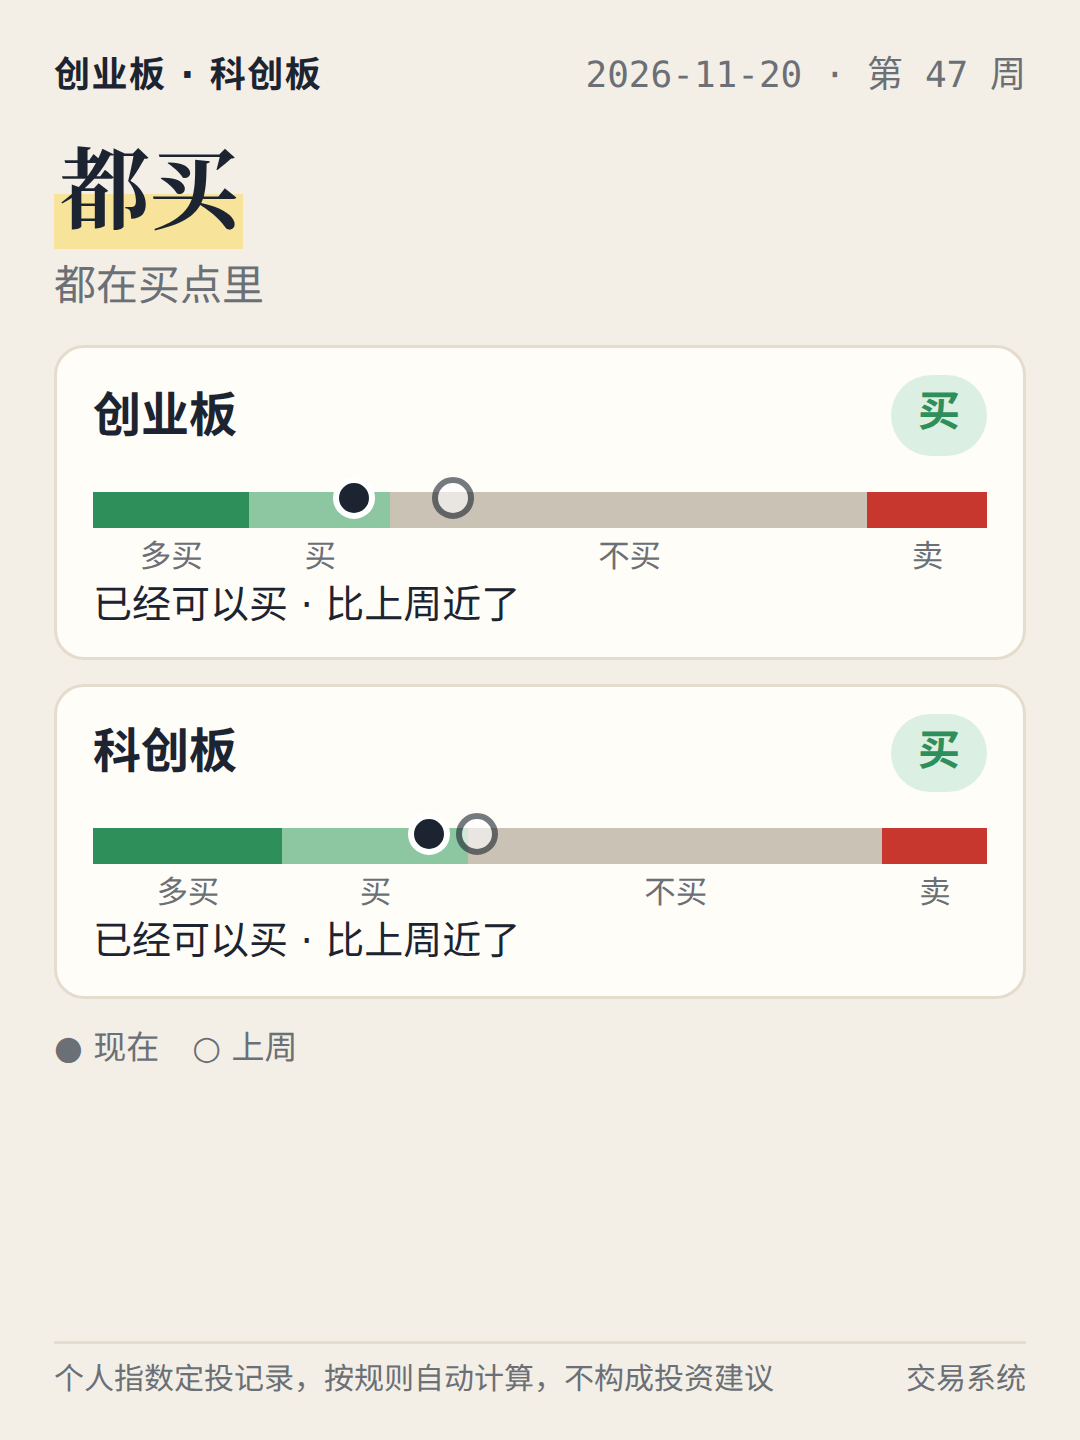 创业板 · 科创板
2026-11-20 · 第 47 周
都买
都在买点里
创业板
买
多买 买 不买 卖
已经可以买 · 比上周近了
科创板
买
多买 买 不买 卖
已经可以买 · 比上周近了
● 现在 ○ 上周
个人指数定投记录，按规则自动计算，不构成投资建议
交易系统